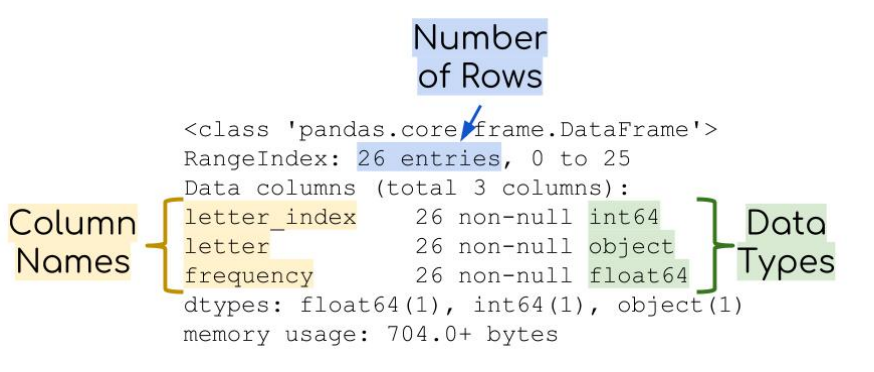 Number
of Rows
<class 'pandas.core.frame.DataFrame'>
RangeIndex: 26 entries, 0 to 25
Data columns (total 3 columns):
Column
Names
letter_index    26 non-null int64
letter          26 non-null object
frequency       26 non-null float64
Data
Types
dtypes: float64(1), int64(1), object(1)
memory usage: 704.0+ bytes